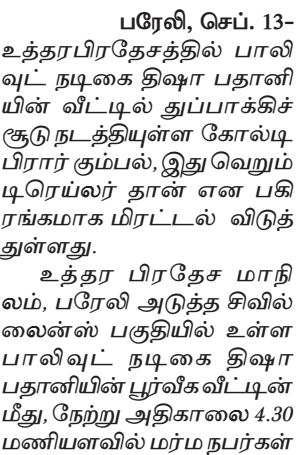 பரேலி, செப். 13-
உத்தரபிரதேசத்தில் பாலி
வுட் நடிகை திஷா பதானி
யின் வீட்டில் துப்பாக்கிச்
சூடு நடத்தியுள்ள கோல்டி
பிரார் கும்பல், இது வெறும்
டிரெய்லர் தான் என பகி
ரங்கமாக மிரட்டல் விடுத்
துள்ளது.
உத்தர பிரதேச மாநி
லம், பரேலி அடுத்த சிவில்
லைன்ஸ் பகுதியில் உள்ள
பாலிவுட் நடிகை திஷா
பதானியின் பூர்வீக வீட்டின்
மீது, நேற்று அதிகாலை 4.30
மணியளவில் மர்ம நபர்கள்